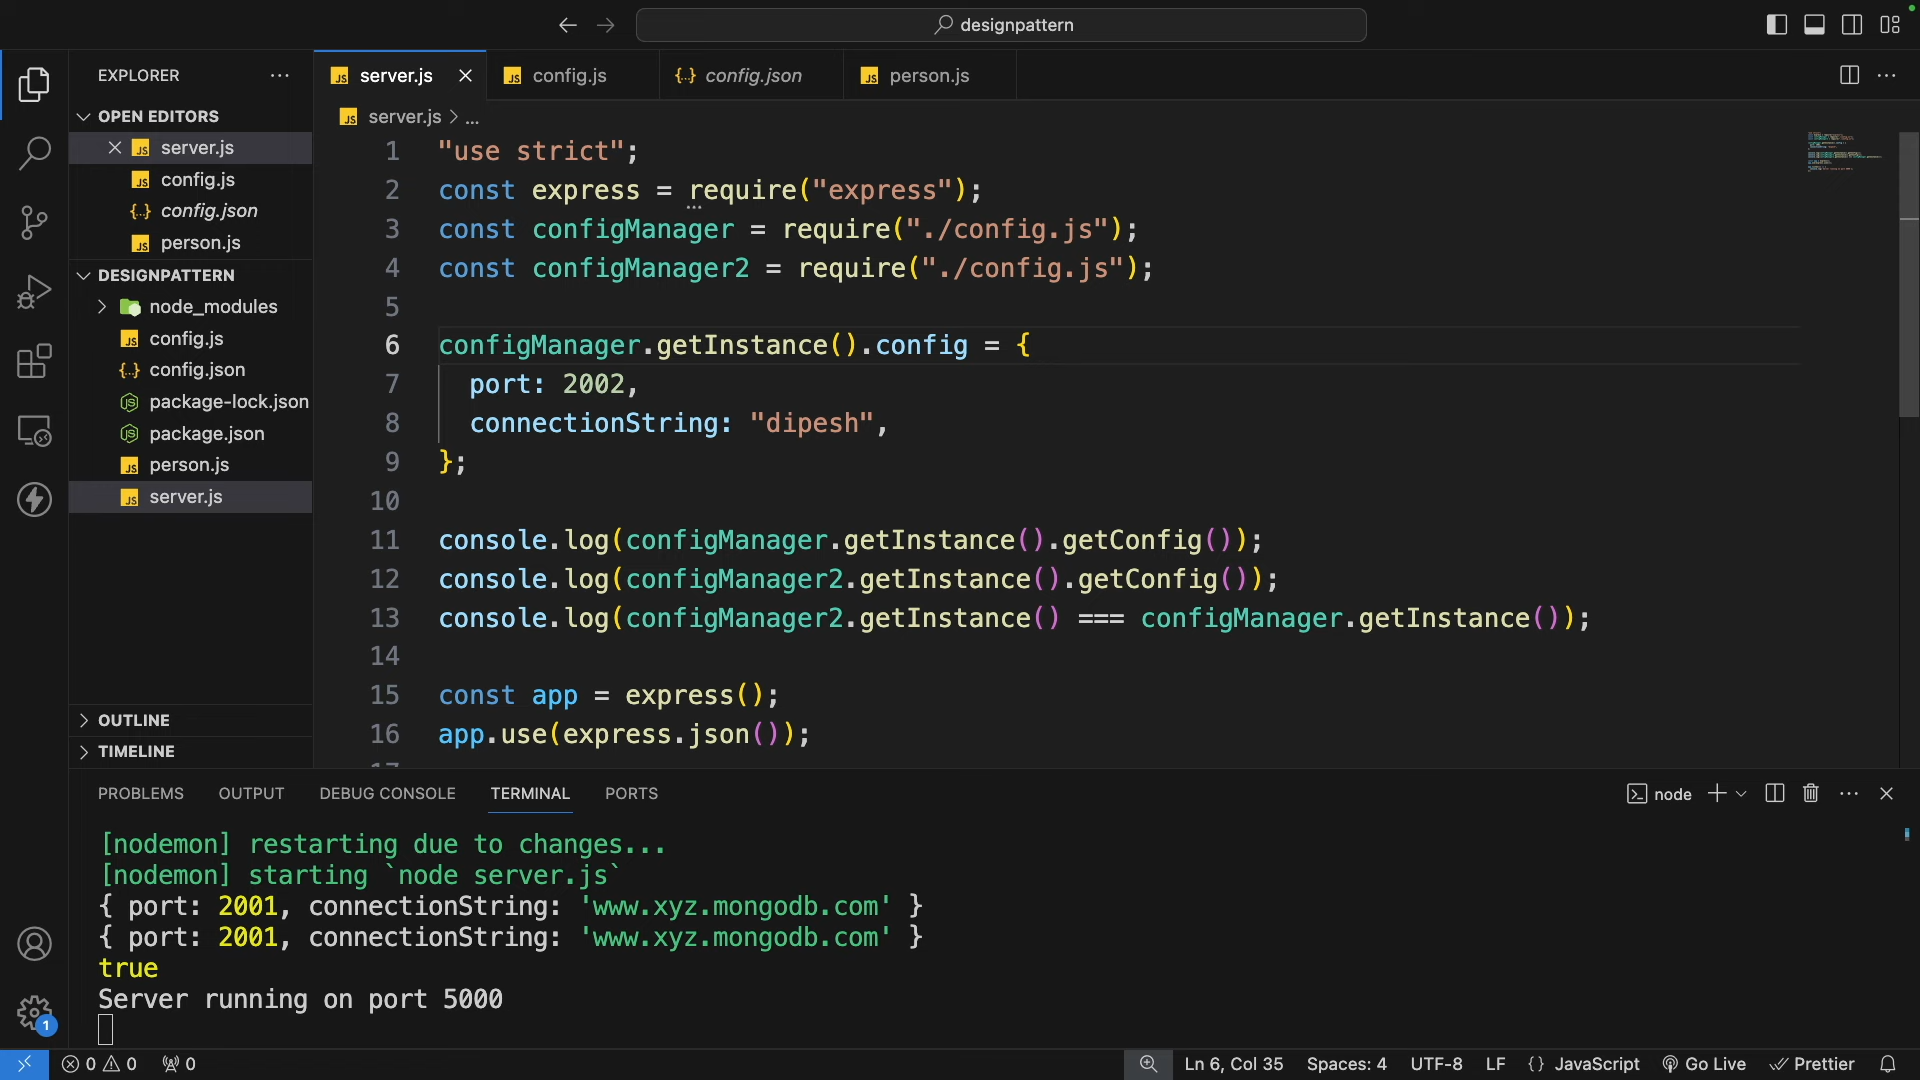 designpattern
EXPLORER
OPEN EDITORS
server.js
config.js
config.json
person.js
DESIGNPATTERN
node_modules
config.js
config.json
package-lock.json
package.json
person.js
server.js
OUTLINE
TIMELINE
server.js
config.js
config.json
person.js
server.js > ...
1 "use strict";
2 const express = require("express");
3 const configManager = require("./config.js");
4 const configManager2 = require("./config.js");
5
6 configManager.getInstance().config = {
7 port: 2002,
8 connectionString: "dipesh",
9 };
10
11 console.log(configManager.getInstance().getConfig());
12 console.log(configManager2.getInstance().getConfig());
13 console.log(configManager2.getInstance() === configManager.getInstance());
14
15 const app = express();
16 app.use(express.json());
PROBLEMS OUTPUT DEBUG CONSOLE TERMINAL PORTS
node
[nodemon] restarting due to changes...
[nodemon] starting `node server.js`
{ port: 2001, connectionString: 'www.xyz.mongodb.com' }
{ port: 2001, connectionString: 'www.xyz.mongodb.com' }
true
Server running on port 5000
1
0 0 0
Ln 6, Col 35 Spaces: 4 UTF-8 LF {} JavaScript Go Live Prettier